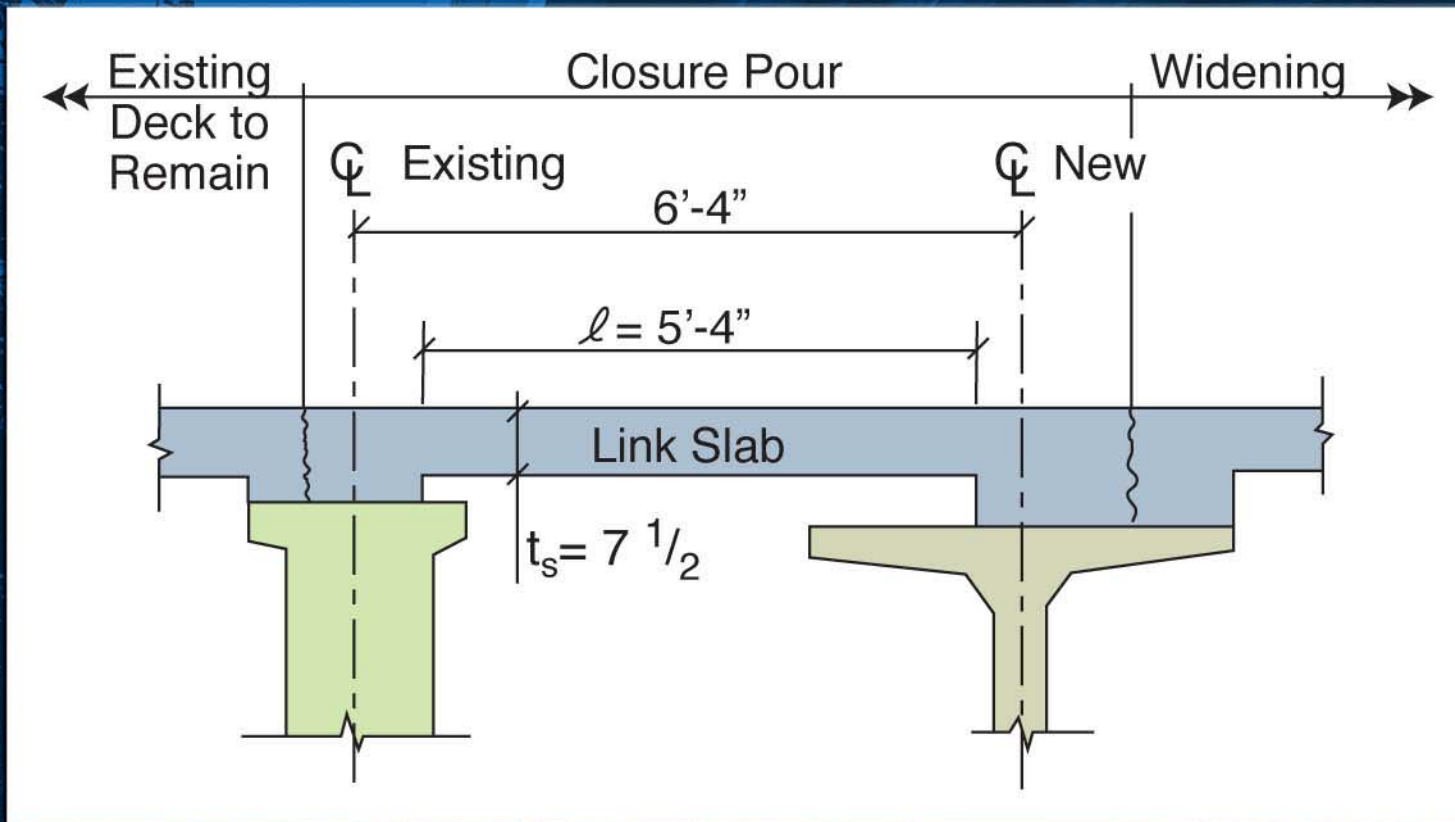 Existing
Deck to
Remain
Closure Pour
Widening
℄ Existing
℄ New
6’-4”
ℓ = 5’-4”
Link Slab
tₛ= 7 1/2